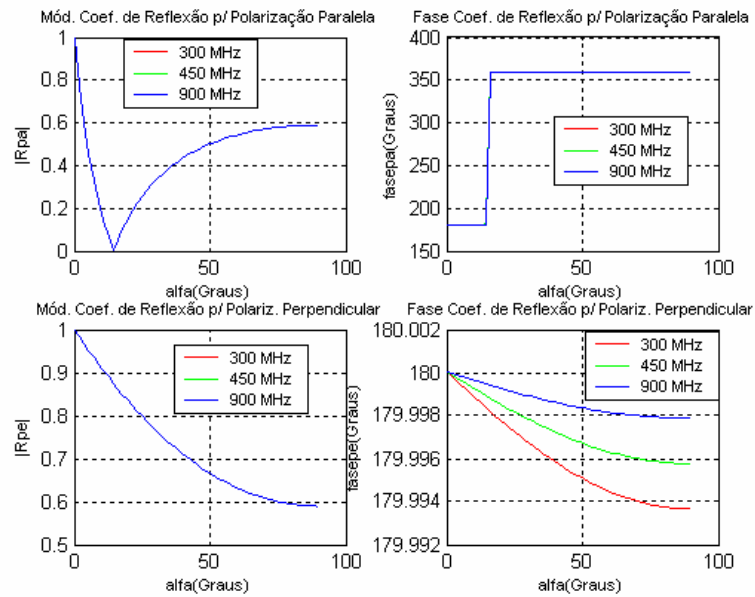 Mód. Coef. de Reflexão p/ Polarização Paralela
1
0.8
0.6
0.4
0.2
0
|Rpa|
300 MHz
450 MHz
900 MHz
0
50
100
alfa(Graus)
Fase Coef. de Reflexão p/ Polarização Paralela
400
350
300
250
200
150
fasepa(Graus)
300 MHz
450 MHz
900 MHz
0
50
100
alfa(Graus)
Mód. Coef. de Reflexão p/ Polariz. Perpendicular
1
0.9
0.8
0.7
0.6
0.5
|Rpe|
300 MHz
450 MHz
900 MHz
0
50
100
alfa(Graus)
Fase Coef. de Reflexão p/ Polariz. Perpendicular
180.002
180
179.998
179.996
179.994
179.992
fasepe(Graus)
300 MHz
450 MHz
900 MHz
0
50
100
alfa(Graus)